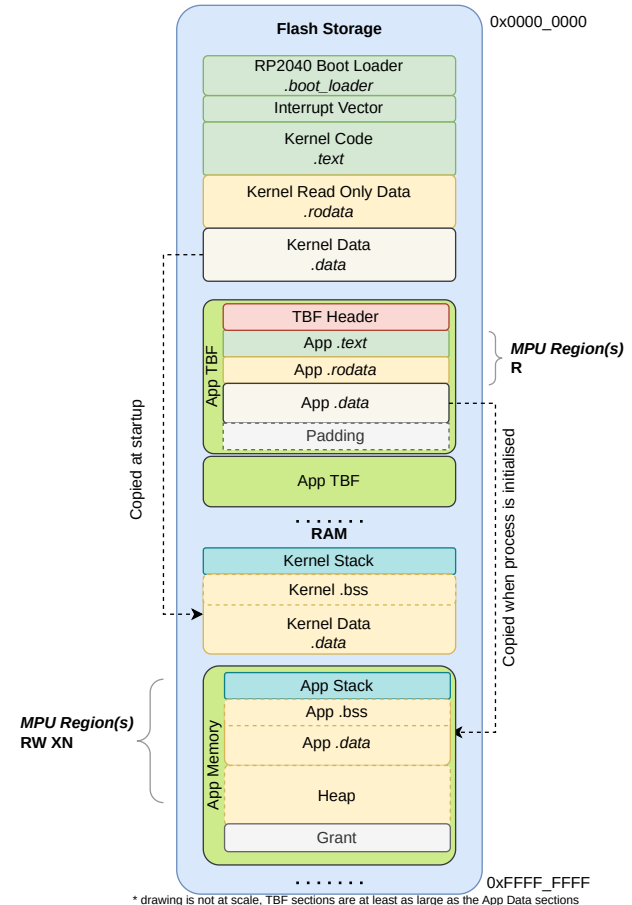 Flash Storage
0x0000_0000
RP2040 Boot Loader
.boot_loader
Interrupt Vector
Kernel Code
.text
Kernel Read Only Data
.rodata
Kernel Data
.data
App TBF
TBF Header
App .text
App .rodata
App .data
Padding
MPU Region(s)
R
Copied at startup
Copied when process is initialised
App TBF
. . . . . . .
RAM
Kernel Stack
Kernel .bss
Kernel Data
.data
MPU Region(s)
RW XN
App Memory
App Stack
App .bss
App .data
Heap
Grant
. . . . . . .
0xFFFF_FFFF
* drawing is not at scale, TBF sections are at least as large as the App Data sections